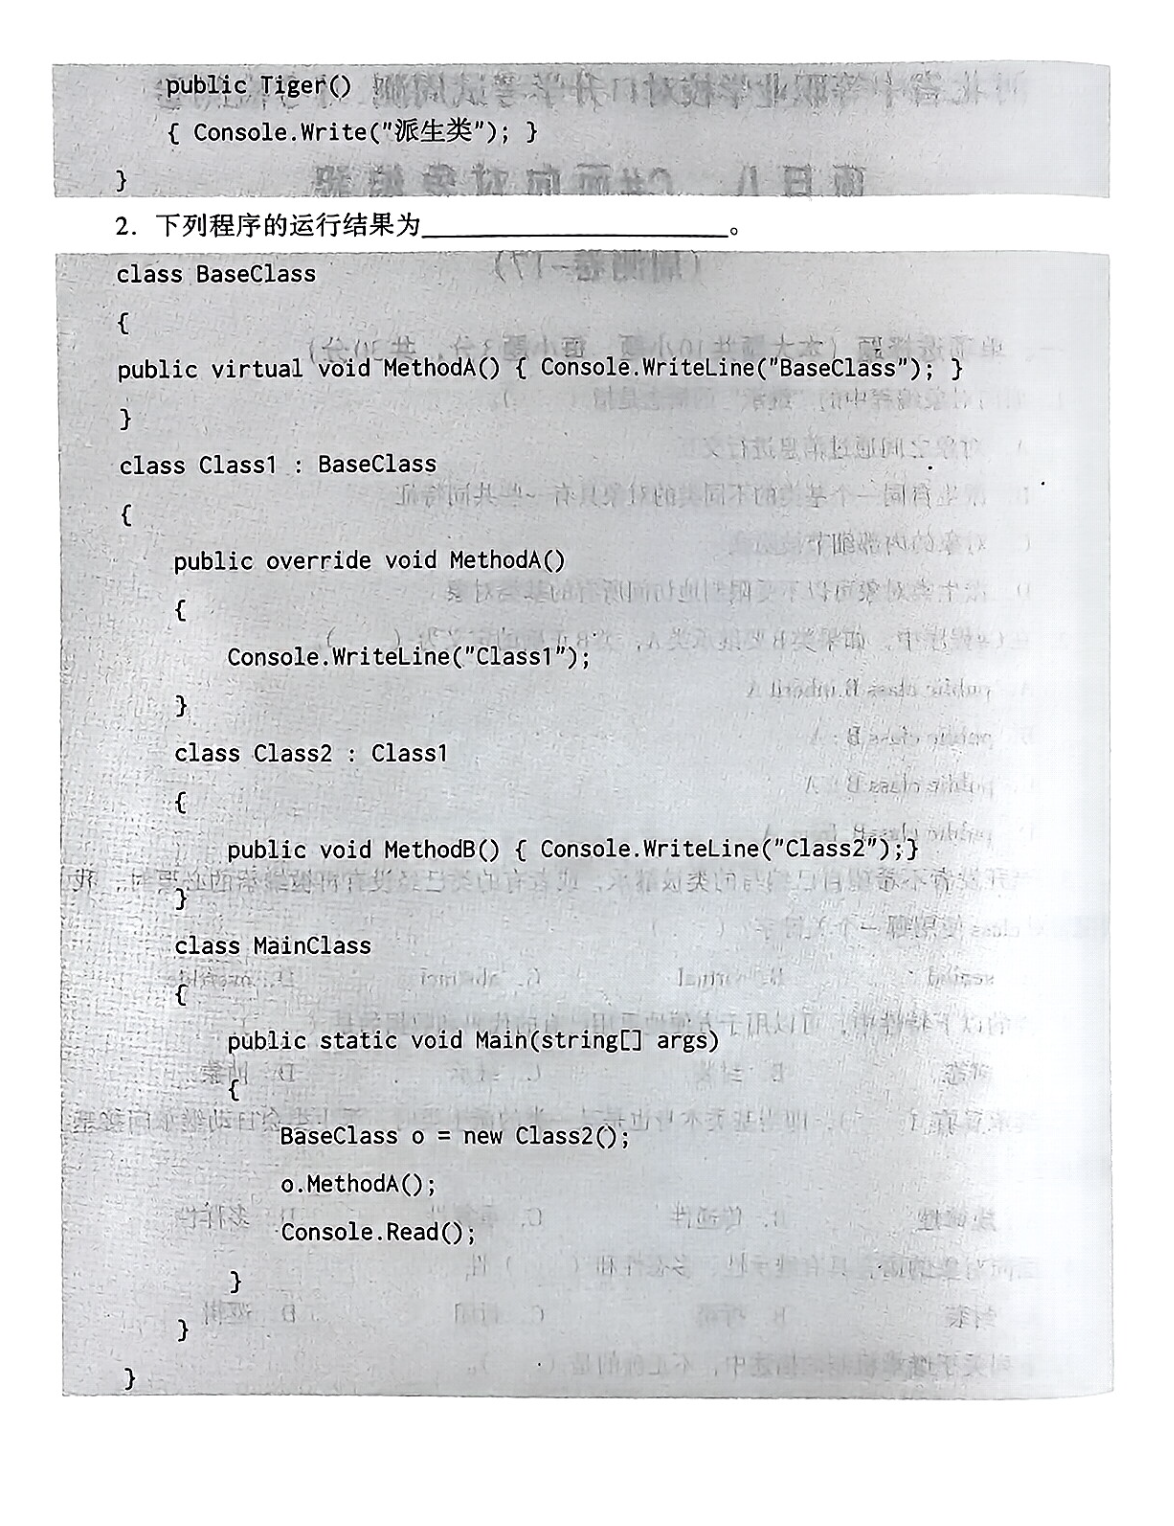 public Tiger()
{ Console.Write("派生类"); }
}
2. 下列程序的运行结果为____________________。
class BaseClass
{
public virtual void MethodA() { Console.WriteLine("BaseClass"); }
}
class Class1 : BaseClass
{
public override void MethodA()
{
Console.WriteLine("Class1");
}
class Class2 : Class1
{
public void MethodB() { Console.WriteLine("Class2");}
}
class MainClass
{
public static void Main(string[] args)
{
BaseClass o = new Class2();
o.MethodA();
Console.Read();
}
}
}